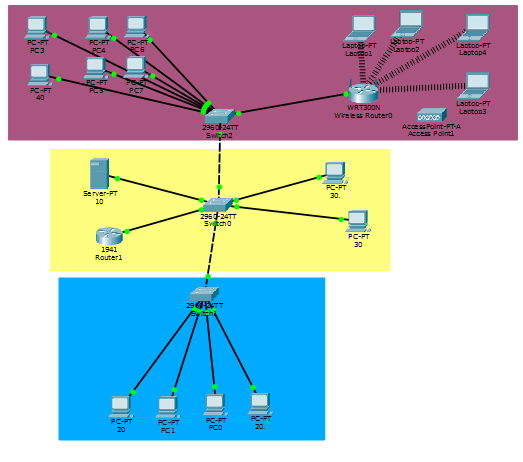 PC-PT
PC3
PC-PT
PC4
PC-PT
PC6
Laptop-PT
Laptop1
Laptop-PT
Laptop2
Laptop-PT
Laptop4
PC-PT
40
PC-PT
PC-PT
PC7
2960-24TT
Switch2
WRT300N
Wireless Router0
Laptop-PT
Laptop3
AccessPoint-PT-A
Access Point1
Server-PT
10
PC-PT
30.
2960-24TT
Switch0
PC-PT
30
1941
Router1
2960-24TT
PC-PT
20
PC-PT
PC1
PC-PT
PC0
PC-PT
20.